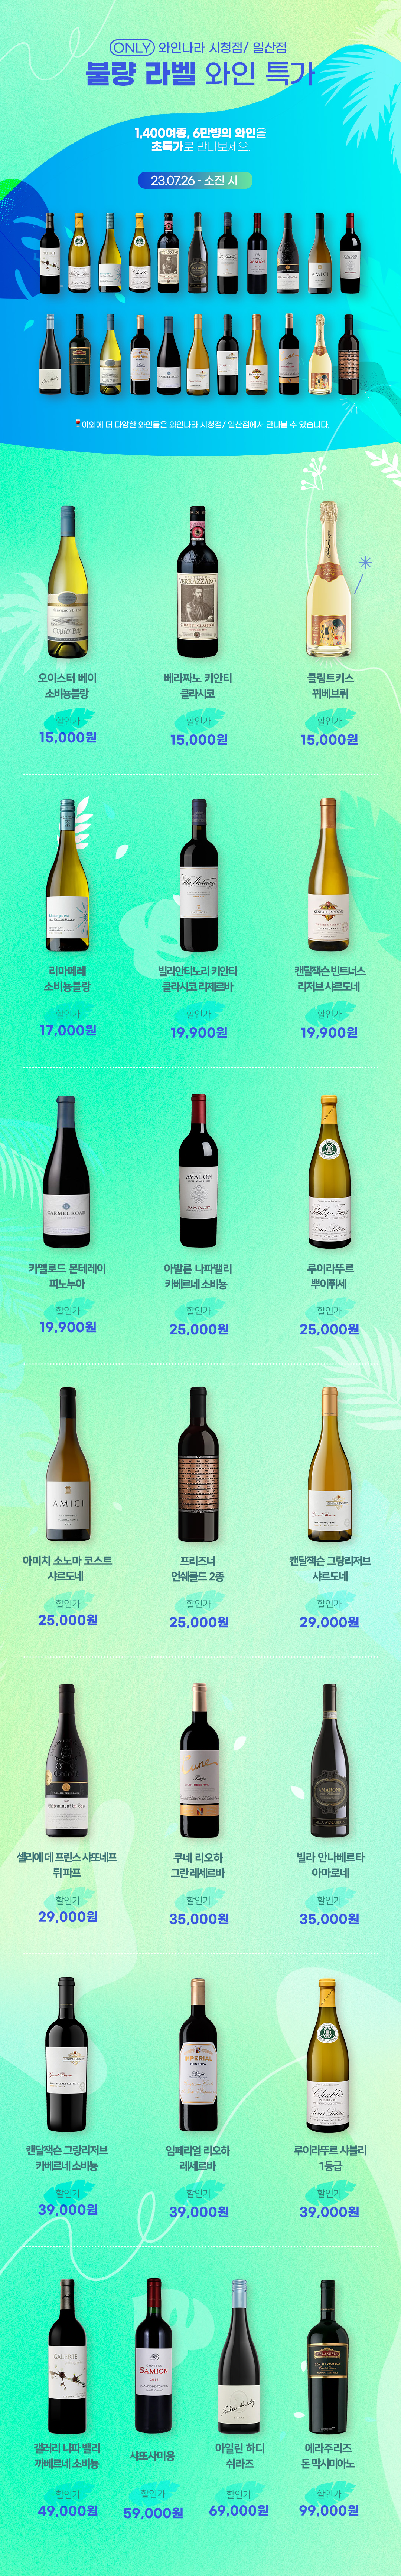 ONLY 와인나라 시청점/ 일산점
불량 라벨 와인 특가
1,400여종, 6만병의 와인을
초특가로 만나보세요.
23.07.26 - 소진 시
이외에 더 다양한 와인들은 와인나라 시청점/ 일산점에서 만나볼 수 있습니다.
오이스터 베이
소비뇽블랑
할인가
15,000원
베라짜노 키안티
클라시코
할인가
15,000원
클림트키스
뀌베브뤼
할인가
15,000원
리마페레
소비뇽블랑
할인가
17,000원
빌라안티노리 키안티
클라시코 리제르바
할인가
19,900원
캔달잭슨 빈트너스
리저브 샤르도네
할인가
19,900원
CARMEL ROAD
카멜로드 몬테레이
피노누아
할인가
19,900원
AVALON
아발론 나파밸리
카베르네 소비뇽
할인가
25,000원
루이라뚜르
뿌이퓌세
할인가
25,000원
AMICI
아미치 소노마 코스트
샤르도네
할인가
25,000원
프리즈너
언쉐클드 2종
할인가
25,000원
캔달잭슨 그랑리저브
샤르도네
할인가
29,000원
셀리에 데 프린스 샤또네프
뒤 파프
할인가
29,000원
쿠네 리오하
그란 레세르바
할인가
35,000원
AMARONE
빌라 안나베르타
아마로네
할인가
35,000원
캔달잭슨 그랑리저브
카베르네 소비뇽
할인가
39,000원
IMPERIAL
임페리얼 리오하
레세르바
할인가
39,000원
Chablis
루이라뚜르 샤블리
1등급
할인가
39,000원
갤러리 나파 밸리
까베르네 소비뇽
할인가
49,000원
SAMION
샤또사미옹
할인가
59,000원
아일린 하디
쉬라즈
할인가
69,000원
에라주리즈
돈 막시미아노
할인가
99,000원